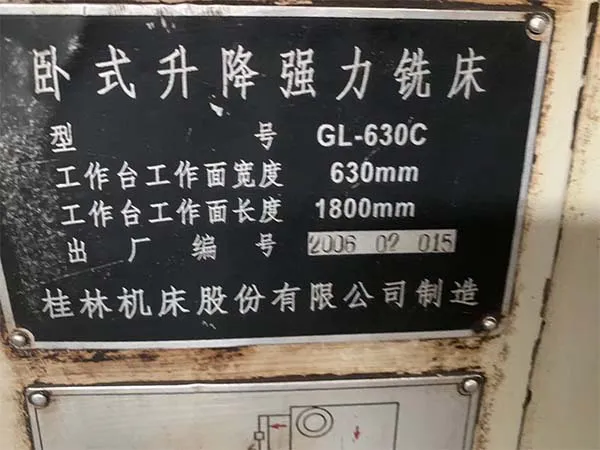 卧式升降强力铣床
型号 GL-630C
工作台工作面宽度 630mm
工作台工作面长度 1800mm
出厂编号 2006 02 015
桂林机床股份有限公司制造